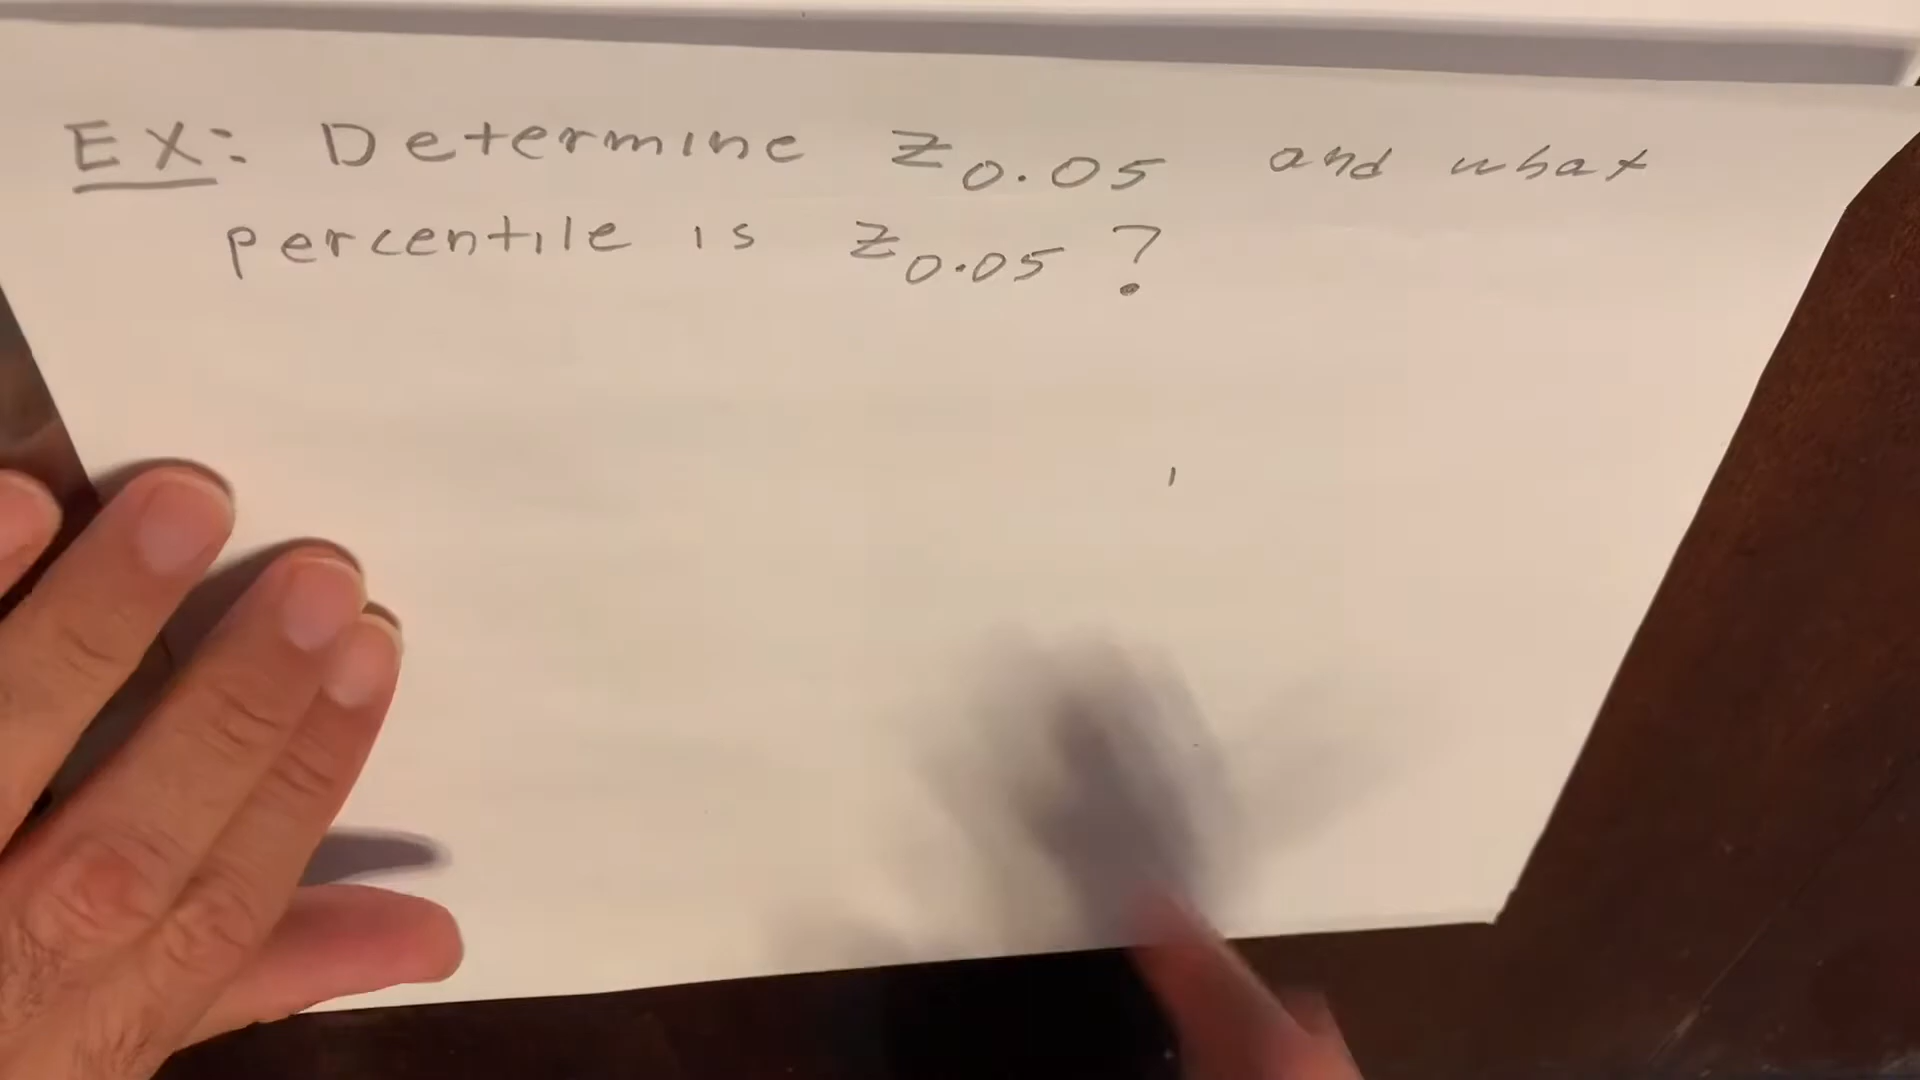 EX: Determine z0.05 and what
percentile is z0.05?